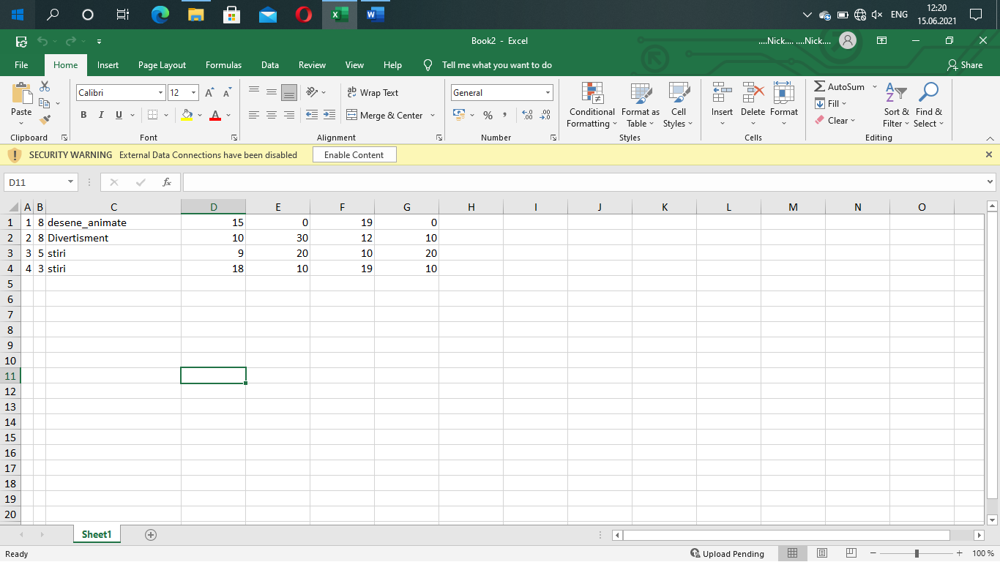 12:20
ENG
15.06.2021
Book2 - Excel
....Nick.... ....Nick....
File Home Insert Page Layout Formulas Data Review View Help Tell me what you want to do Share
Paste
Calibri 12
B I U
Wrap Text
Merge & Center
General
% ,
Conditional Formatting
Format as Table
Cell Styles
Insert Delete Format
AutoSum
Fill
Clear
Sort & Filter
Find & Select
Clipboard Font Alignment Number Styles Cells Editing
SECURITY WARNING External Data Connections have been disabled Enable Content
D11 fx
A B C D E F G H I J K L M N O
1 1 8 desene_animate 15 0 19 0
2 2 8 Divertisment 10 30 12 10
3 3 5 stiri 9 20 10 20
4 4 3 stiri 18 10 19 10
5
6
7
8
9
10
11
12
13
14
15
16
17
18
19
20
Sheet1
Ready Upload Pending 100 %